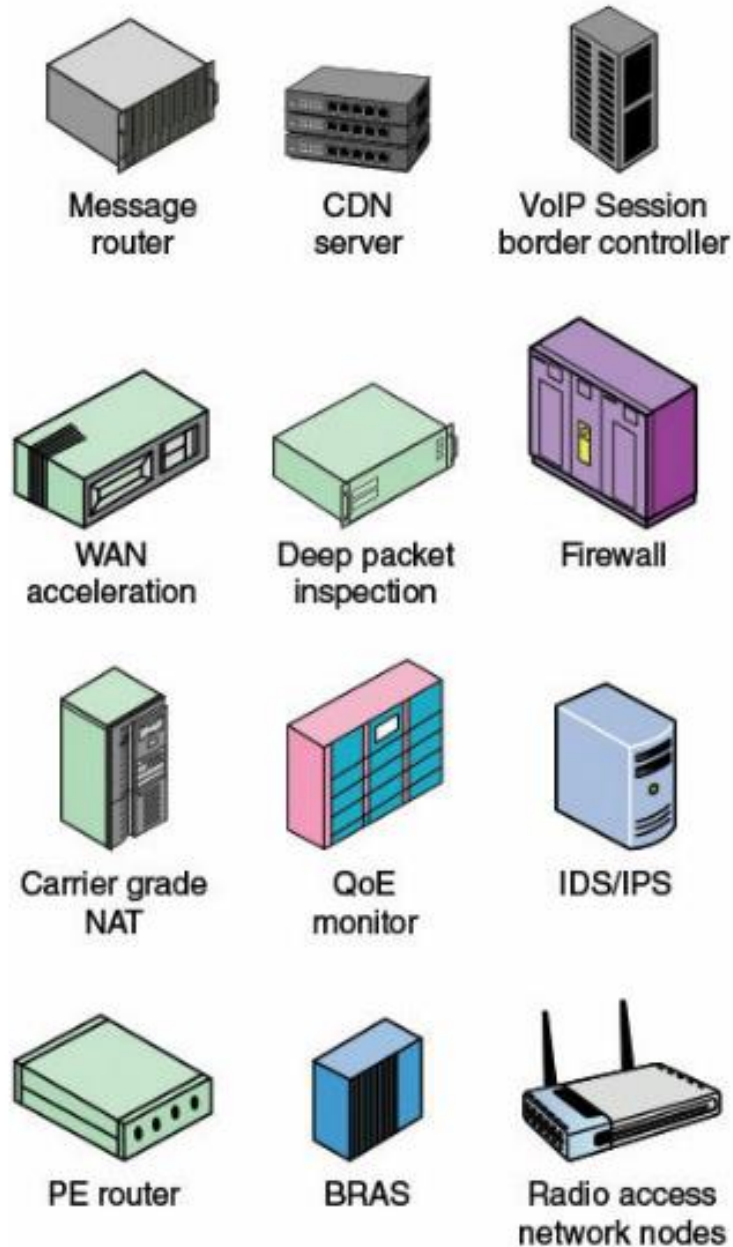 Message
router
CDN
server
VoIP Session
border controller
WAN
acceleration
Deep packet
inspection
Firewall
Carrier grade
NAT
QoE
monitor
IDS/IPS
PE router
BRAS
Radio access
network nodes